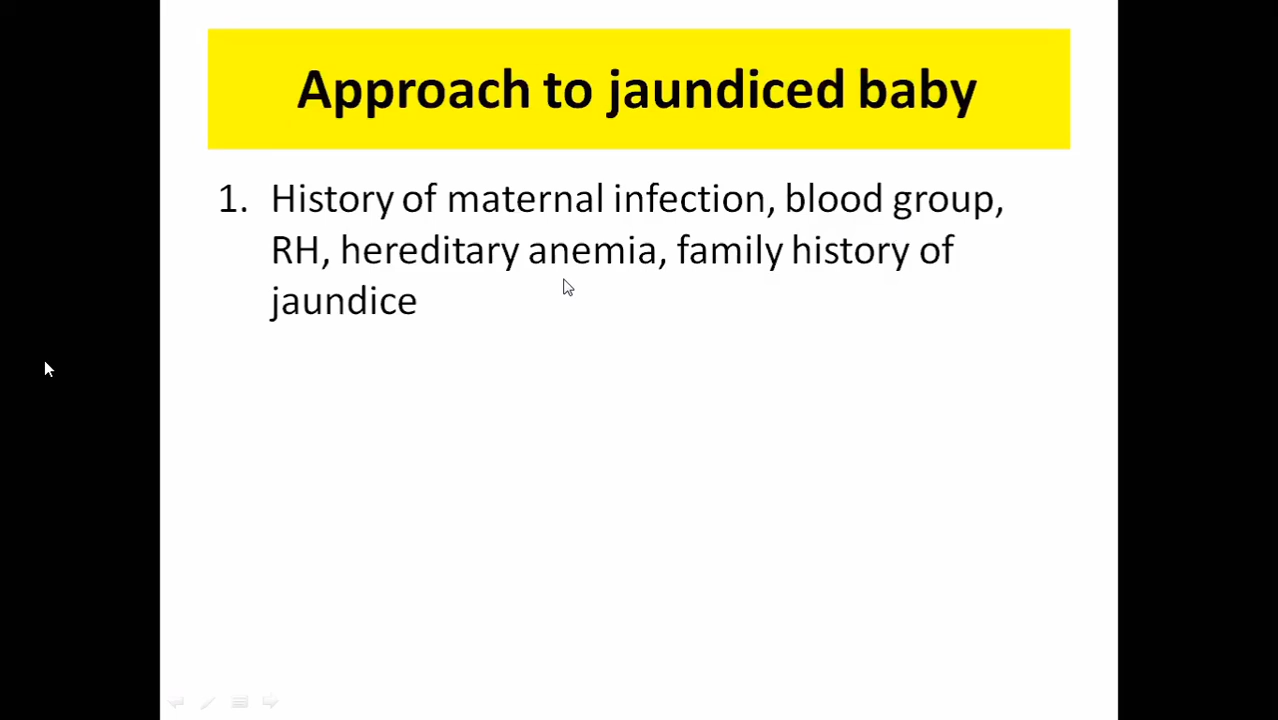 Approach to jaundiced baby
1. History of maternal infection, blood group,
RH, hereditary anemia, family history of
jaundice